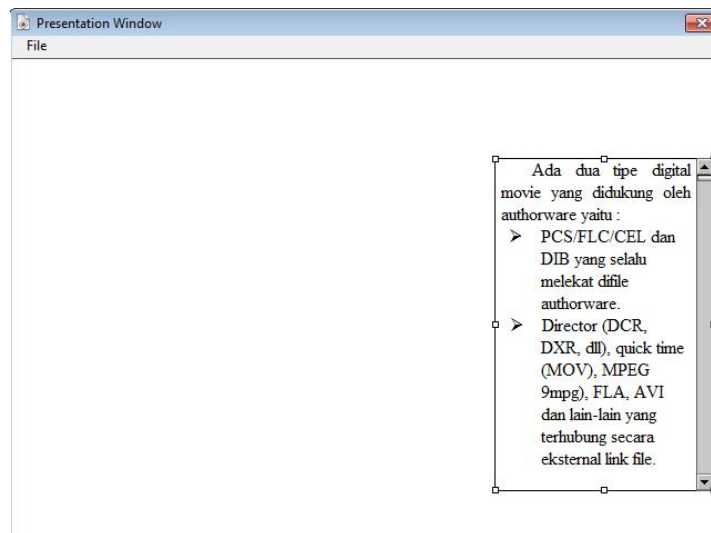 Presentation Window
File
Ada dua tipe digital
movie yang didukung oleh
authorware yaitu :
➢ PCS/FLC/CEL dan
DIB yang selalu
melekat difile
authorware.
➢ Director (DCR,
DXR, dll), quick time
(MOV), MPEG
9mpg), FLA, AVI
dan lain-lain yang
terhubung secara
eksternal link file.